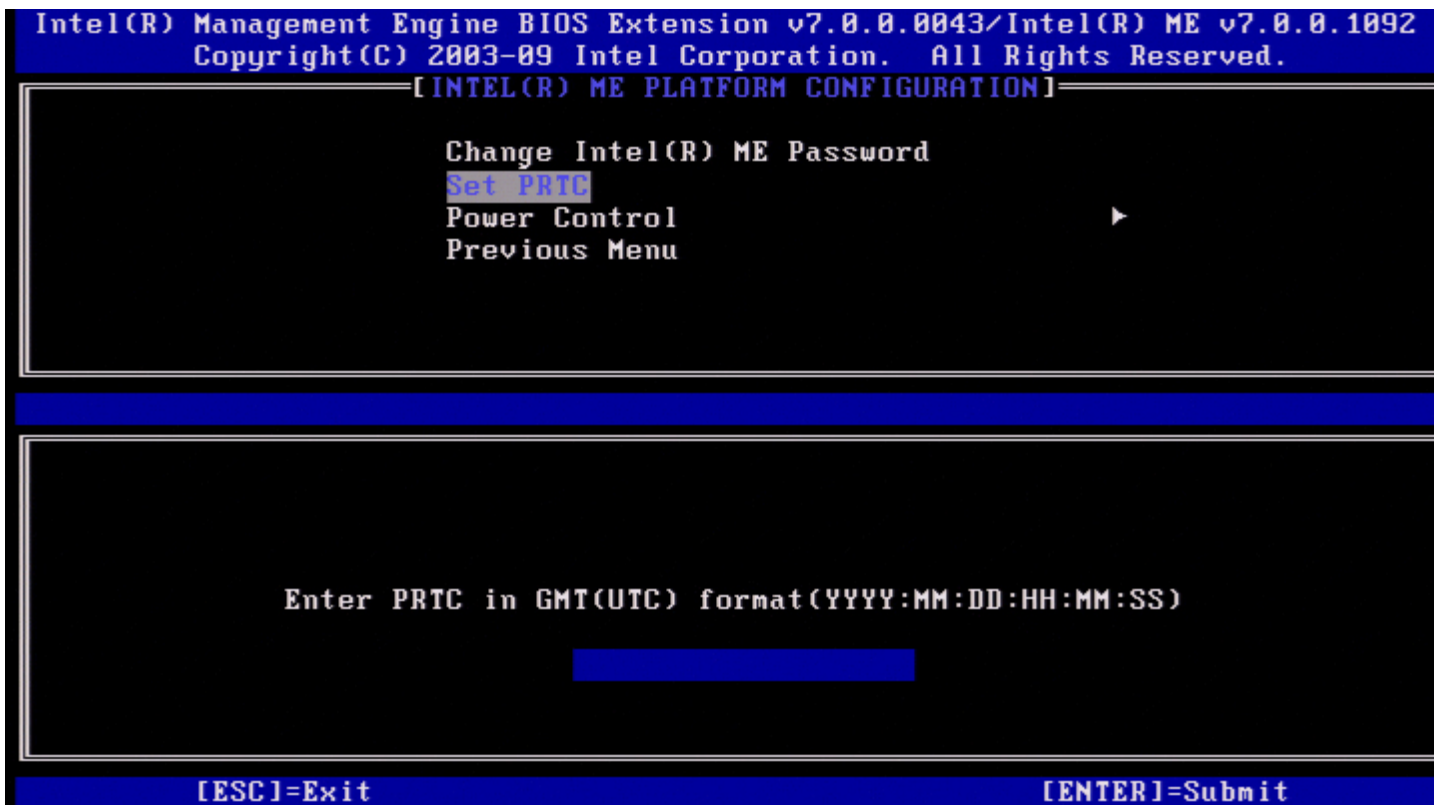 Intel(R) Management Engine BIOS Extension v7.0.0.0043/Intel(R) ME v7.0.0.1092
Copyright(C) 2003-09 Intel Corporation. All Rights Reserved.
[INTEL(R) ME PLATFORM CONFIGURATION]
Change Intel(R) ME Password
Set PRTC
Power Control
Previous Menu
Enter PRTC in GMT(UTC) format(YYYY:MM:DD:HH:MM:SS)
[ESC]=Exit [ENTER]=Submit